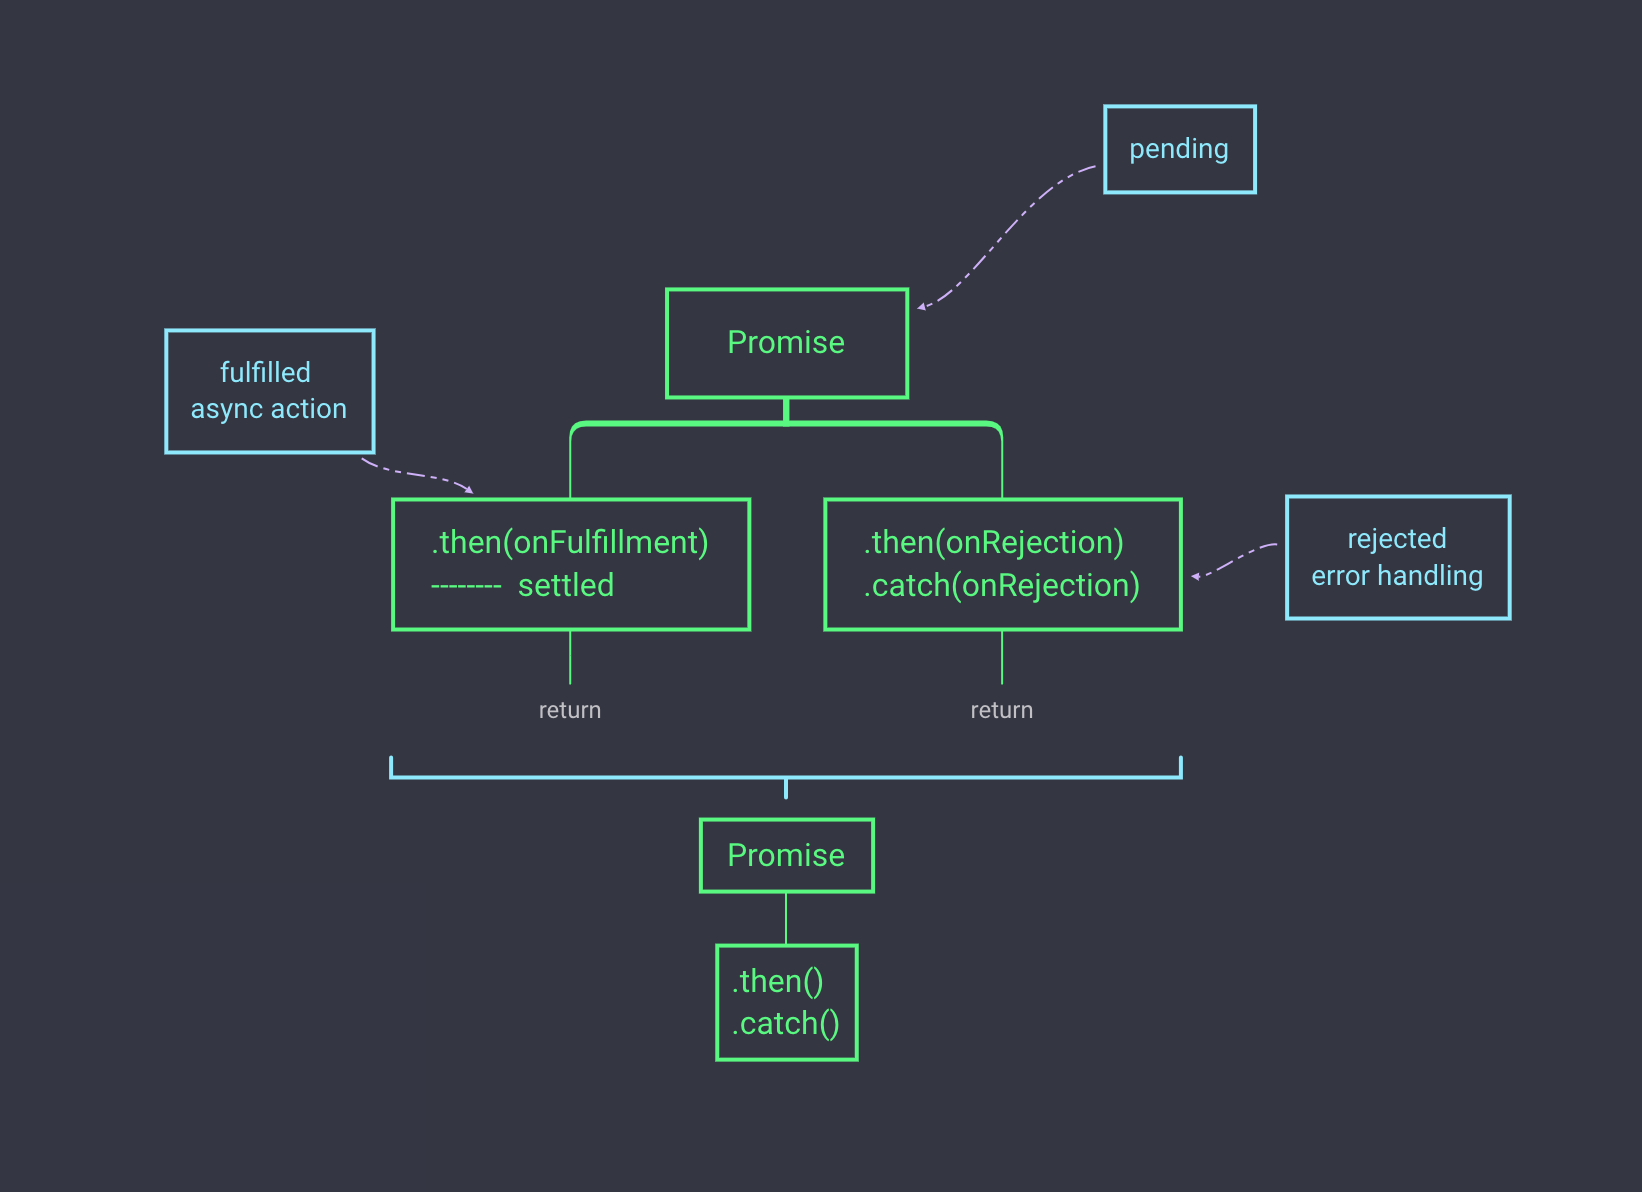 pending
Promise
fulfilled
async action
.then(onFulfillment)
-------- settled
.then(onRejection)
.catch(onRejection)
rejected
error handling
return
return
Promise
.then()
.catch()